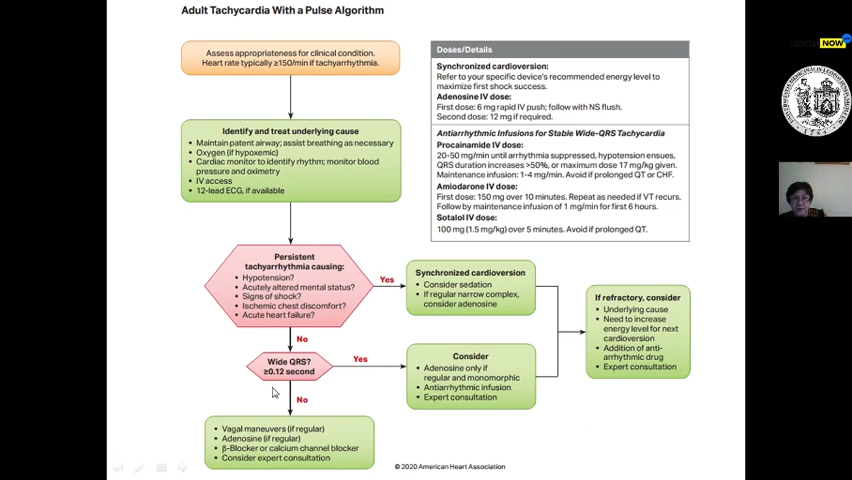 Adult Tachycardia With a Pulse Algorithm
Assess appropriateness for clinical condition.
Heart rate typically ≥150/min if tachyarrhythmia.
Identify and treat underlying cause
• Maintain patent airway; assist breathing as necessary
• Oxygen (if hypoxemic)
• Cardiac monitor to identify rhythm; monitor blood
pressure and oximetry
• IV access
• 12-lead ECG, if available
Persistent
tachyarrhythmia causing:
• Hypotension?
• Acutely altered mental status?
• Signs of shock?
• Ischemic chest discomfort?
• Acute heart failure?
Yes
Synchronized cardioversion
• Consider sedation
• If regular narrow complex,
consider adenosine
If refractory, consider
• Underlying cause
• Need to increase
energy level for next
cardioversion
• Addition of anti-
arrhythmic drug
• Expert consultation
No
Wide QRS?
≥0.12 second
Yes
Consider
• Adenosine only if
regular and monomorphic
• Antiarrhythmic infusion
• Expert consultation
No
• Vagal maneuvers (if regular)
• Adenosine (if regular)
• β-Blocker or calcium channel blocker
• Consider expert consultation
Doses/Details
Synchronized cardioversion:
Refer to your specific device's recommended energy level to
maximize first shock success.
Adenosine IV dose:
First dose: 6 mg rapid IV push; follow with NS flush.
Second dose: 12 mg if required.
Antiarrhythmic Infusions for Stable Wide-QRS Tachycardia
Procainamide IV dose:
20-50 mg/min until arrhythmia suppressed, hypotension ensues,
QRS duration increases >50%, or maximum dose 17 mg/kg given.
Maintenance infusion: 1-4 mg/min. Avoid if prolonged QT or CHF.
Amiodarone IV dose:
First dose: 150 mg over 10 minutes. Repeat as needed if VT recurs.
Follow by maintenance infusion of 1 mg/min for first 6 hours.
Sotalol IV dose:
100 mg (1.5 mg/kg) over 5 minutes. Avoid if prolonged QT.
© 2020 American Heart Association
NOW